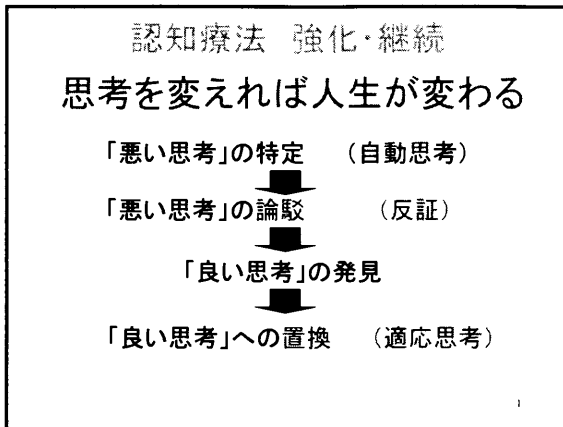 認知療法 強化・継続
思考を変えれば人生が変わる
「悪い思考」の特定 （自動思考）
「悪い思考」の論駁 （反証）
「良い思考」の発見
「良い思考」への置換 （適応思考）
1